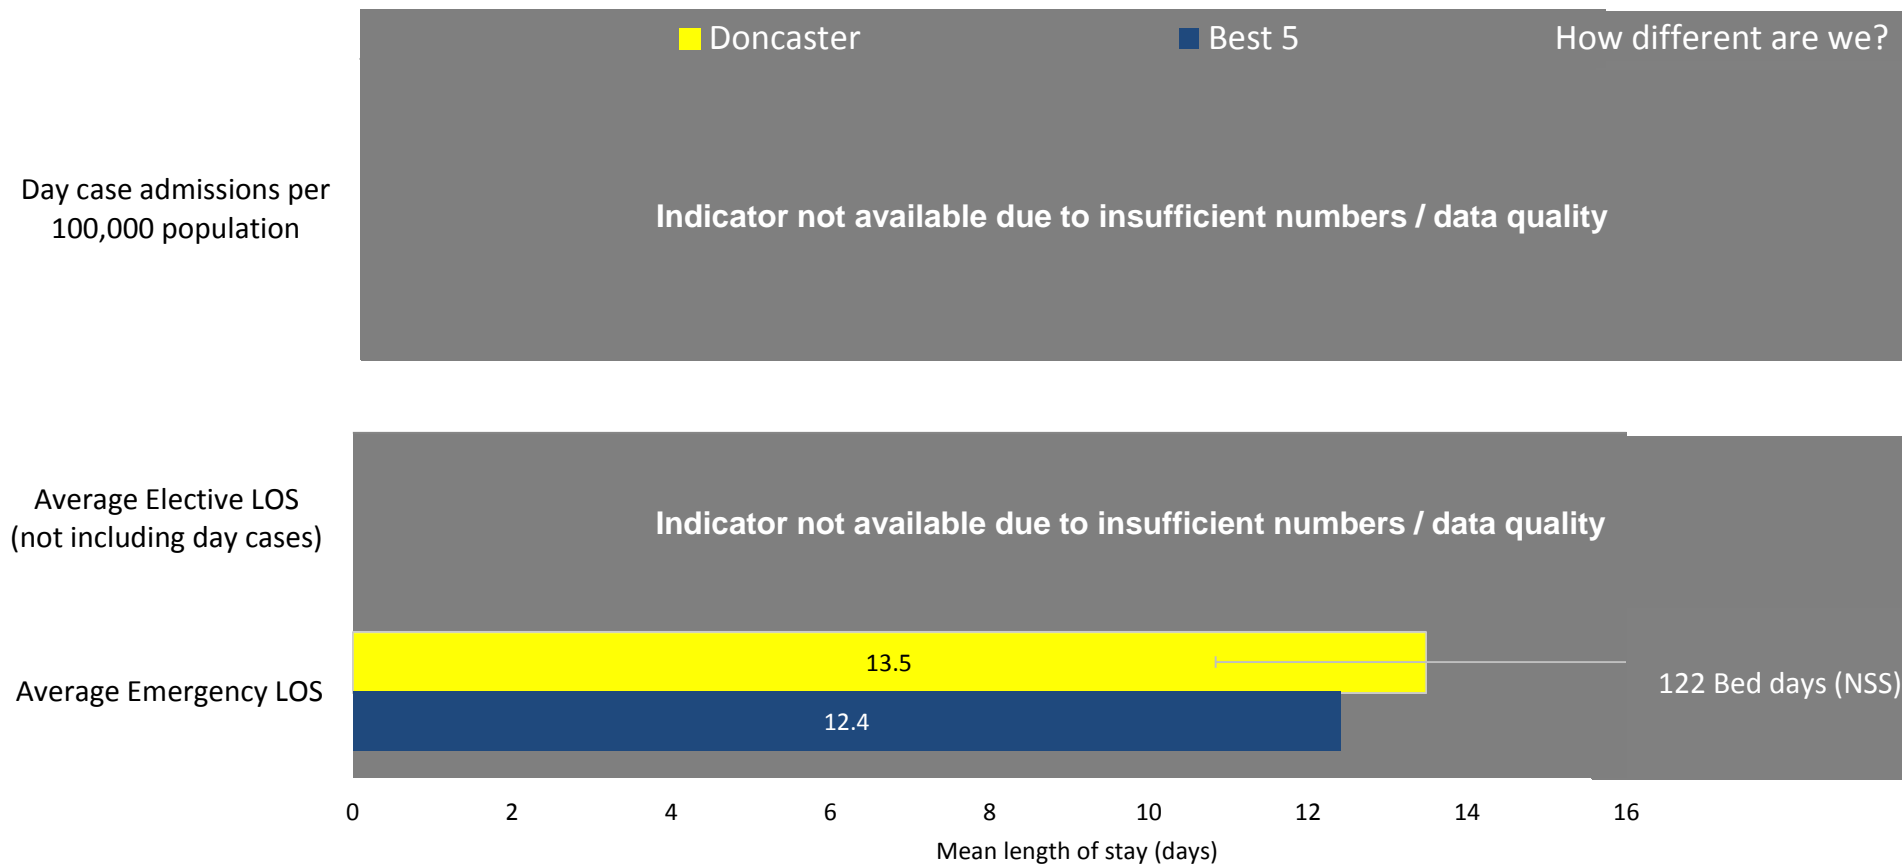 Doncaster
Best 5
How different are we?
Day case admissions per
100,000 population
Indicator not available due to insufficient numbers / data quality
Average Elective LOS
(not including day cases)
Indicator not available due to insufficient numbers / data quality
Average Emergency LOS
13.5
12.4
122 Bed days (NSS)
0 2 4 6 8 10 12 14 16
Mean length of stay (days)